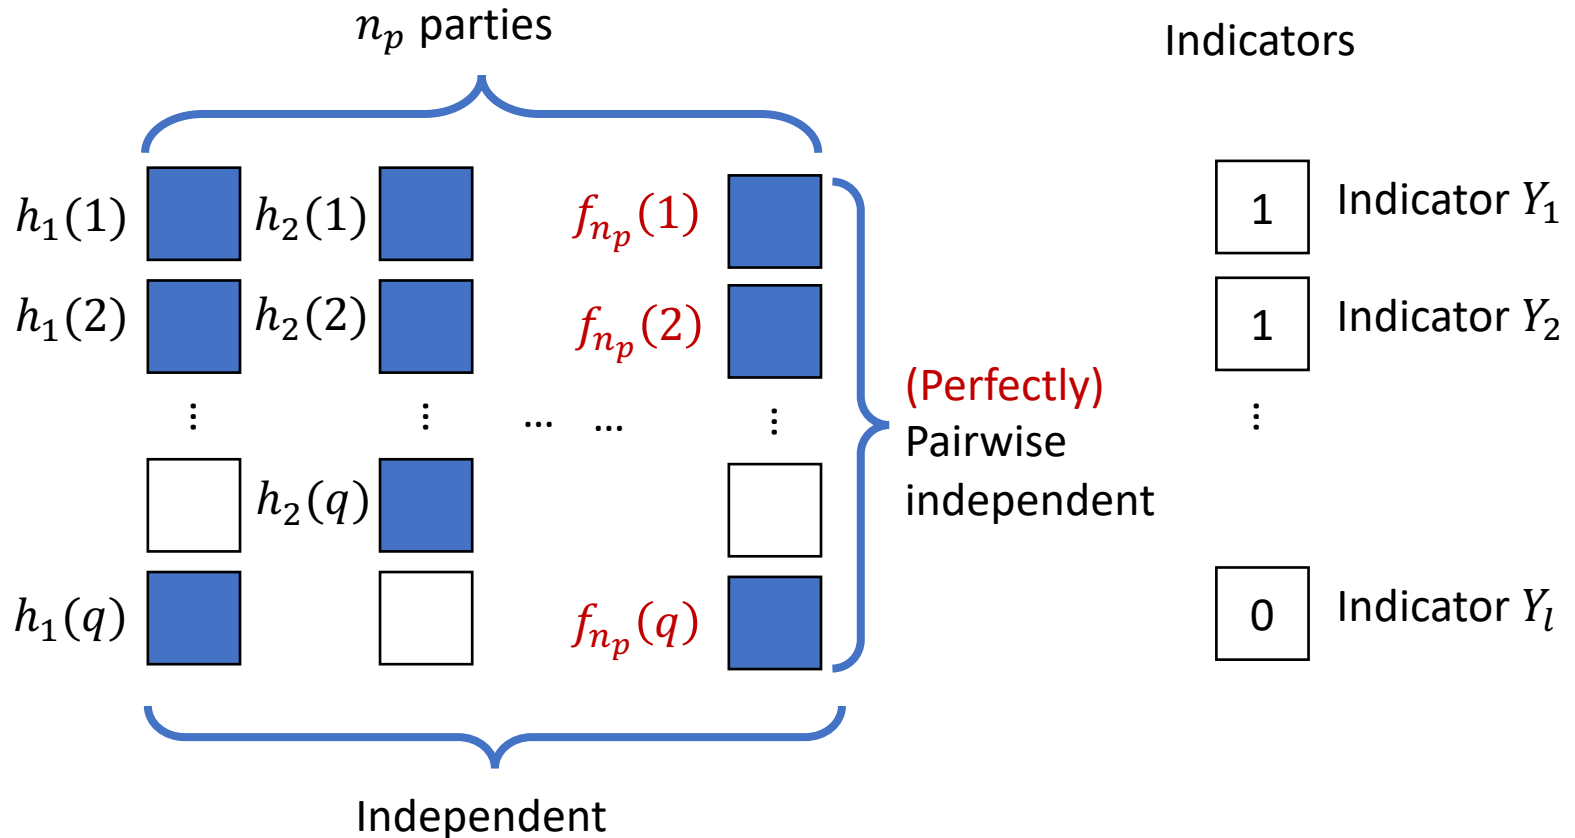 n_p parties
Indicators
h_1(1) h_2(1) f_{n_p}(1) 1 Indicator Y_1
h_1(2) h_2(2) f_{n_p}(2) 1 Indicator Y_2
(Perfectly)
⋮ ⋮ ... ... ⋮ ⋮
Pairwise
independent
h_2(q)
h_1(q) f_{n_p}(q) 0 Indicator Y_l
Independent